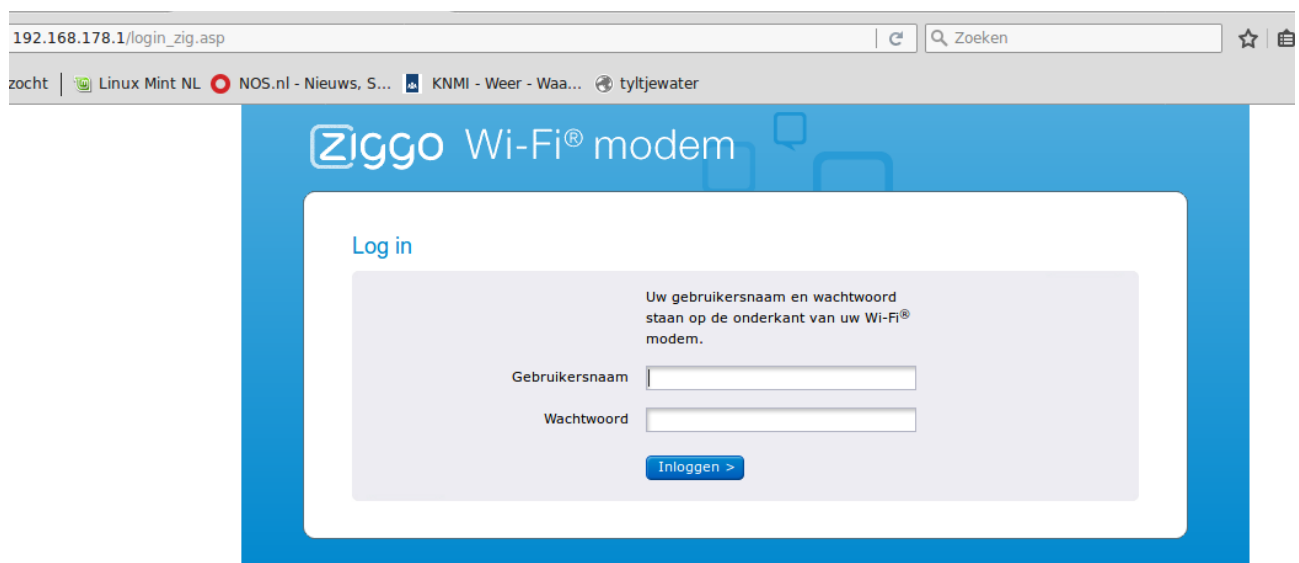 192.168.178.1/login_zig.asp
Zoeken
zocht Linux Mint NL NOS.nl - Nieuws, S... KNMI - Weer - Waa... tyltjewater
Ziggo Wi-Fi® modem
Log in
Uw gebruikersnaam en wachtwoord
staan op de onderkant van uw Wi-Fi®
modem.
Gebruikersnaam
Wachtwoord
Inloggen >